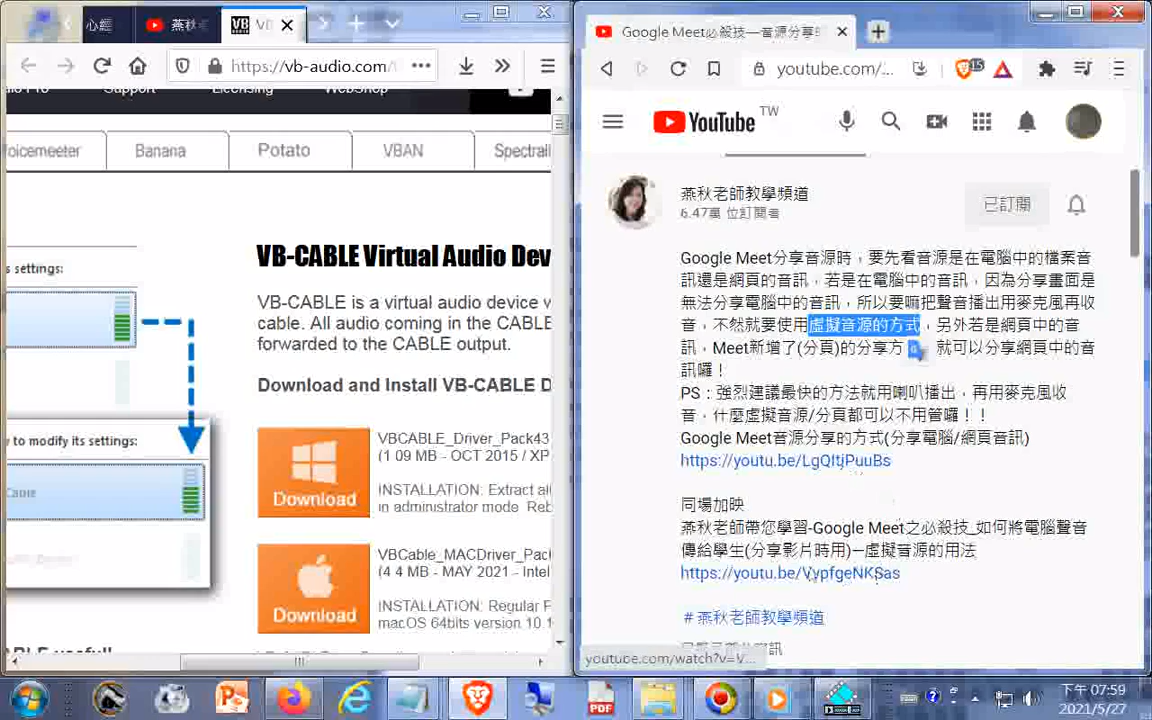 心經
燕秋
VB
https://vb-audio.com/
Support
Licensing
WebShop
Voicemeeter
Banana
Potato
VBAN
Spectral
s settings:
y to modify its settings:
Cable
VB-CABLE Virtual Audio Dev
VB-CABLE is a virtual audio device w
cable. All audio coming in the CABLE
forwarded to the CABLE output.
Download and Install VB-CABLE D
Download
VBCABLE_Driver_Pack43
(1 09 MB - OCT 2015 / XP
INSTALLATION: Extract al
in administrator mode Reb
Download
VBCable_MACDriver_Pac
(4 4 MB - MAY 2021 - Intel
INSTALLATION: Regular P
macOS 64bits version 10.1
Google Meet必殺技—音源分享
youtube.com/...
15
YouTube TW
燕秋老師教學頻道
6.47萬 位訂閱者
已訂閱
Google Meet分享音源時，要先看音源是在電腦中的檔案音
訊還是網頁的音訊，若是在電腦中的音訊，因為分享畫面是
無法分享電腦中的音訊，所以要嘛把聲音播出用麥克風再收
音，不然就要使用虛擬音源的方式，另外若是網頁中的音
訊，Meet新增了(分頁)的分享方 就可以分享網頁中的音
訊囉！
PS：強烈建議最快的方法就用喇叭播出，再用麥克風收
音，什麼虛擬音源/分頁都可以不用管囉！！
Google Meet音源分享的方式(分享電腦/網頁音訊)
https://youtu.be/LgQItjPuuBs
同場加映
燕秋老師帶您學習-Google Meet之必殺技_如何將電腦聲音
傳給學生(分享影片時用)—虛擬音源的用法
https://youtu.be/VypfgeNKSas
#燕秋老師教學頻道
youtube.com/watch?v=V...
PDF
下午 07:59
2021/5/27